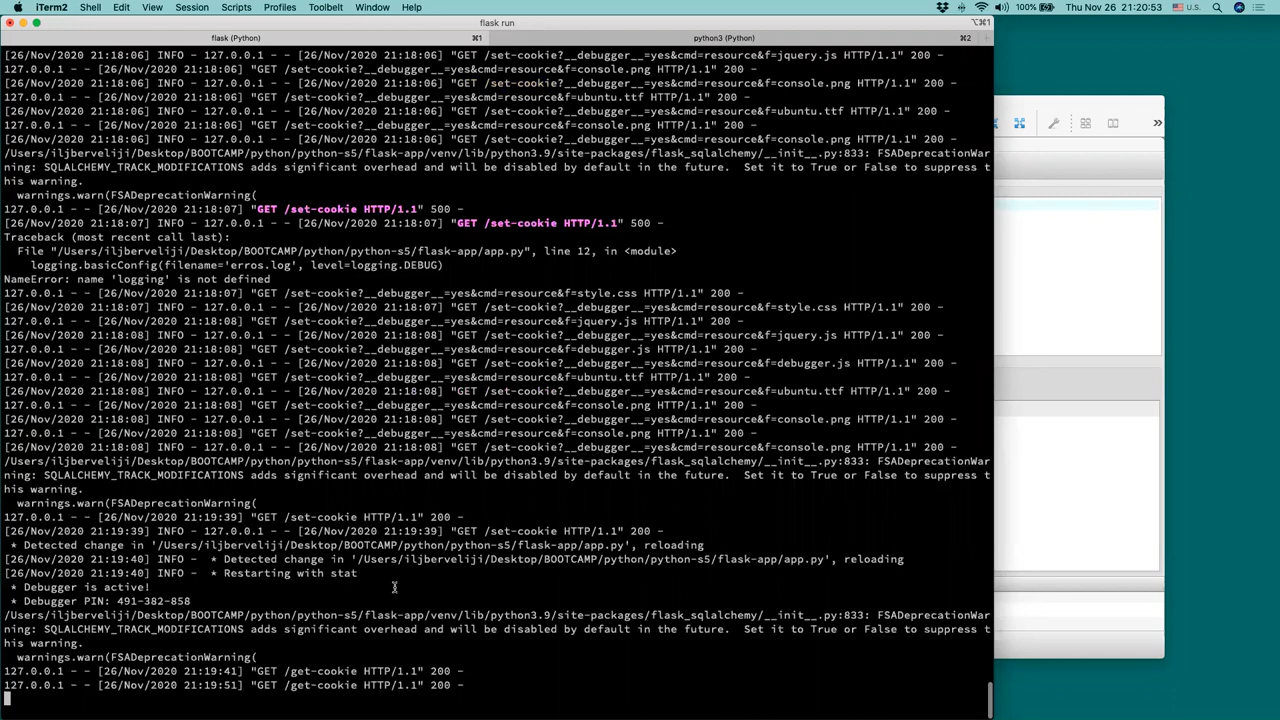 iTerm2 Shell Edit View Session Scripts Profiles Toolbelt Window Help 100% Thu Nov 26 21:20:53
flask run ⌥⌘1
flask (Python) ⌘1 python3 (Python) ⌘2 +
[26/Nov/2020 21:18:06] INFO - 127.0.0.1 - - [26/Nov/2020 21:18:06] "GET /set-cookie?__debugger__=yes&cmd=resource&f=jquery.js HTTP/1.1" 200 -
127.0.0.1 - - [26/Nov/2020 21:18:06] "GET /set-cookie?__debugger__=yes&cmd=resource&f=console.png HTTP/1.1" 200 -
[26/Nov/2020 21:18:06] INFO - 127.0.0.1 - - [26/Nov/2020 21:18:06] "GET /set-cookie?__debugger__=yes&cmd=resource&f=console.png HTTP/1.1" 200 -
127.0.0.1 - - [26/Nov/2020 21:18:06] "GET /set-cookie?__debugger__=yes&cmd=resource&f=ubuntu.ttf HTTP/1.1" 200 -
[26/Nov/2020 21:18:06] INFO - 127.0.0.1 - - [26/Nov/2020 21:18:06] "GET /set-cookie?__debugger__=yes&cmd=resource&f=ubuntu.ttf HTTP/1.1" 200 -
127.0.0.1 - - [26/Nov/2020 21:18:06] "GET /set-cookie?__debugger__=yes&cmd=resource&f=console.png HTTP/1.1" 200 -
[26/Nov/2020 21:18:06] INFO - 127.0.0.1 - - [26/Nov/2020 21:18:06] "GET /set-cookie?__debugger__=yes&cmd=resource&f=console.png HTTP/1.1" 200 -
/Users/iljberveliji/Desktop/BOOTCAMP/python/python-s5/flask-app/venv/lib/python3.9/site-packages/flask_sqlalchemy/__init__.py:833: FSADeprecationWar
ning: SQLALCHEMY_TRACK_MODIFICATIONS adds significant overhead and will be disabled by default in the future.  Set it to True or False to suppress t
his warning.
warnings.warn(FSADeprecationWarning(
127.0.0.1 - - [26/Nov/2020 21:18:07] "GET /set-cookie HTTP/1.1" 500 -
[26/Nov/2020 21:18:07] INFO - 127.0.0.1 - - [26/Nov/2020 21:18:07] "GET /set-cookie HTTP/1.1" 500 -
Traceback (most recent call last):
File "/Users/iljberveliji/Desktop/BOOTCAMP/python/python-s5/flask-app/app.py", line 12, in <module>
logging.basicConfig(filename='erros.log', level=logging.DEBUG)
NameError: name 'logging' is not defined
127.0.0.1 - - [26/Nov/2020 21:18:07] "GET /set-cookie?__debugger__=yes&cmd=resource&f=style.css HTTP/1.1" 200 -
[26/Nov/2020 21:18:07] INFO - 127.0.0.1 - - [26/Nov/2020 21:18:07] "GET /set-cookie?__debugger__=yes&cmd=resource&f=style.css HTTP/1.1" 200 -
127.0.0.1 - - [26/Nov/2020 21:18:08] "GET /set-cookie?__debugger__=yes&cmd=resource&f=jquery.js HTTP/1.1" 200 -
[26/Nov/2020 21:18:08] INFO - 127.0.0.1 - - [26/Nov/2020 21:18:08] "GET /set-cookie?__debugger__=yes&cmd=resource&f=jquery.js HTTP/1.1" 200 -
127.0.0.1 - - [26/Nov/2020 21:18:08] "GET /set-cookie?__debugger__=yes&cmd=resource&f=debugger.js HTTP/1.1" 200 -
[26/Nov/2020 21:18:08] INFO - 127.0.0.1 - - [26/Nov/2020 21:18:08] "GET /set-cookie?__debugger__=yes&cmd=resource&f=debugger.js HTTP/1.1" 200 -
127.0.0.1 - - [26/Nov/2020 21:18:08] "GET /set-cookie?__debugger__=yes&cmd=resource&f=ubuntu.ttf HTTP/1.1" 200 -
[26/Nov/2020 21:18:08] INFO - 127.0.0.1 - - [26/Nov/2020 21:18:08] "GET /set-cookie?__debugger__=yes&cmd=resource&f=ubuntu.ttf HTTP/1.1" 200 -
127.0.0.1 - - [26/Nov/2020 21:18:08] "GET /set-cookie?__debugger__=yes&cmd=resource&f=console.png HTTP/1.1" 200 -
[26/Nov/2020 21:18:08] INFO - 127.0.0.1 - - [26/Nov/2020 21:18:08] "GET /set-cookie?__debugger__=yes&cmd=resource&f=console.png HTTP/1.1" 200 -
127.0.0.1 - - [26/Nov/2020 21:18:08] "GET /set-cookie?__debugger__=yes&cmd=resource&f=console.png HTTP/1.1" 200 -
[26/Nov/2020 21:18:08] INFO - 127.0.0.1 - - [26/Nov/2020 21:18:08] "GET /set-cookie?__debugger__=yes&cmd=resource&f=console.png HTTP/1.1" 200 -
/Users/iljberveliji/Desktop/BOOTCAMP/python/python-s5/flask-app/venv/lib/python3.9/site-packages/flask_sqlalchemy/__init__.py:833: FSADeprecationWar
ning: SQLALCHEMY_TRACK_MODIFICATIONS adds significant overhead and will be disabled by default in the future.  Set it to True or False to suppress t
his warning.
warnings.warn(FSADeprecationWarning(
127.0.0.1 - - [26/Nov/2020 21:19:39] "GET /set-cookie HTTP/1.1" 200 -
[26/Nov/2020 21:19:39] INFO - 127.0.0.1 - - [26/Nov/2020 21:19:39] "GET /set-cookie HTTP/1.1" 200 -
* Detected change in '/Users/iljberveliji/Desktop/BOOTCAMP/python/python-s5/flask-app/app.py', reloading
[26/Nov/2020 21:19:40] INFO -  * Detected change in '/Users/iljberveliji/Desktop/BOOTCAMP/python/python-s5/flask-app/app.py', reloading
[26/Nov/2020 21:19:40] INFO -  * Restarting with stat
* Debugger is active!
* Debugger PIN: 491-382-858
/Users/iljberveliji/Desktop/BOOTCAMP/python/python-s5/flask-app/venv/lib/python3.9/site-packages/flask_sqlalchemy/__init__.py:833: FSADeprecationWar
ning: SQLALCHEMY_TRACK_MODIFICATIONS adds significant overhead and will be disabled by default in the future.  Set it to True or False to suppress t
his warning.
warnings.warn(FSADeprecationWarning(
127.0.0.1 - - [26/Nov/2020 21:19:41] "GET /get-cookie HTTP/1.1" 200 -
127.0.0.1 - - [26/Nov/2020 21:19:51] "GET /get-cookie HTTP/1.1" 200 -